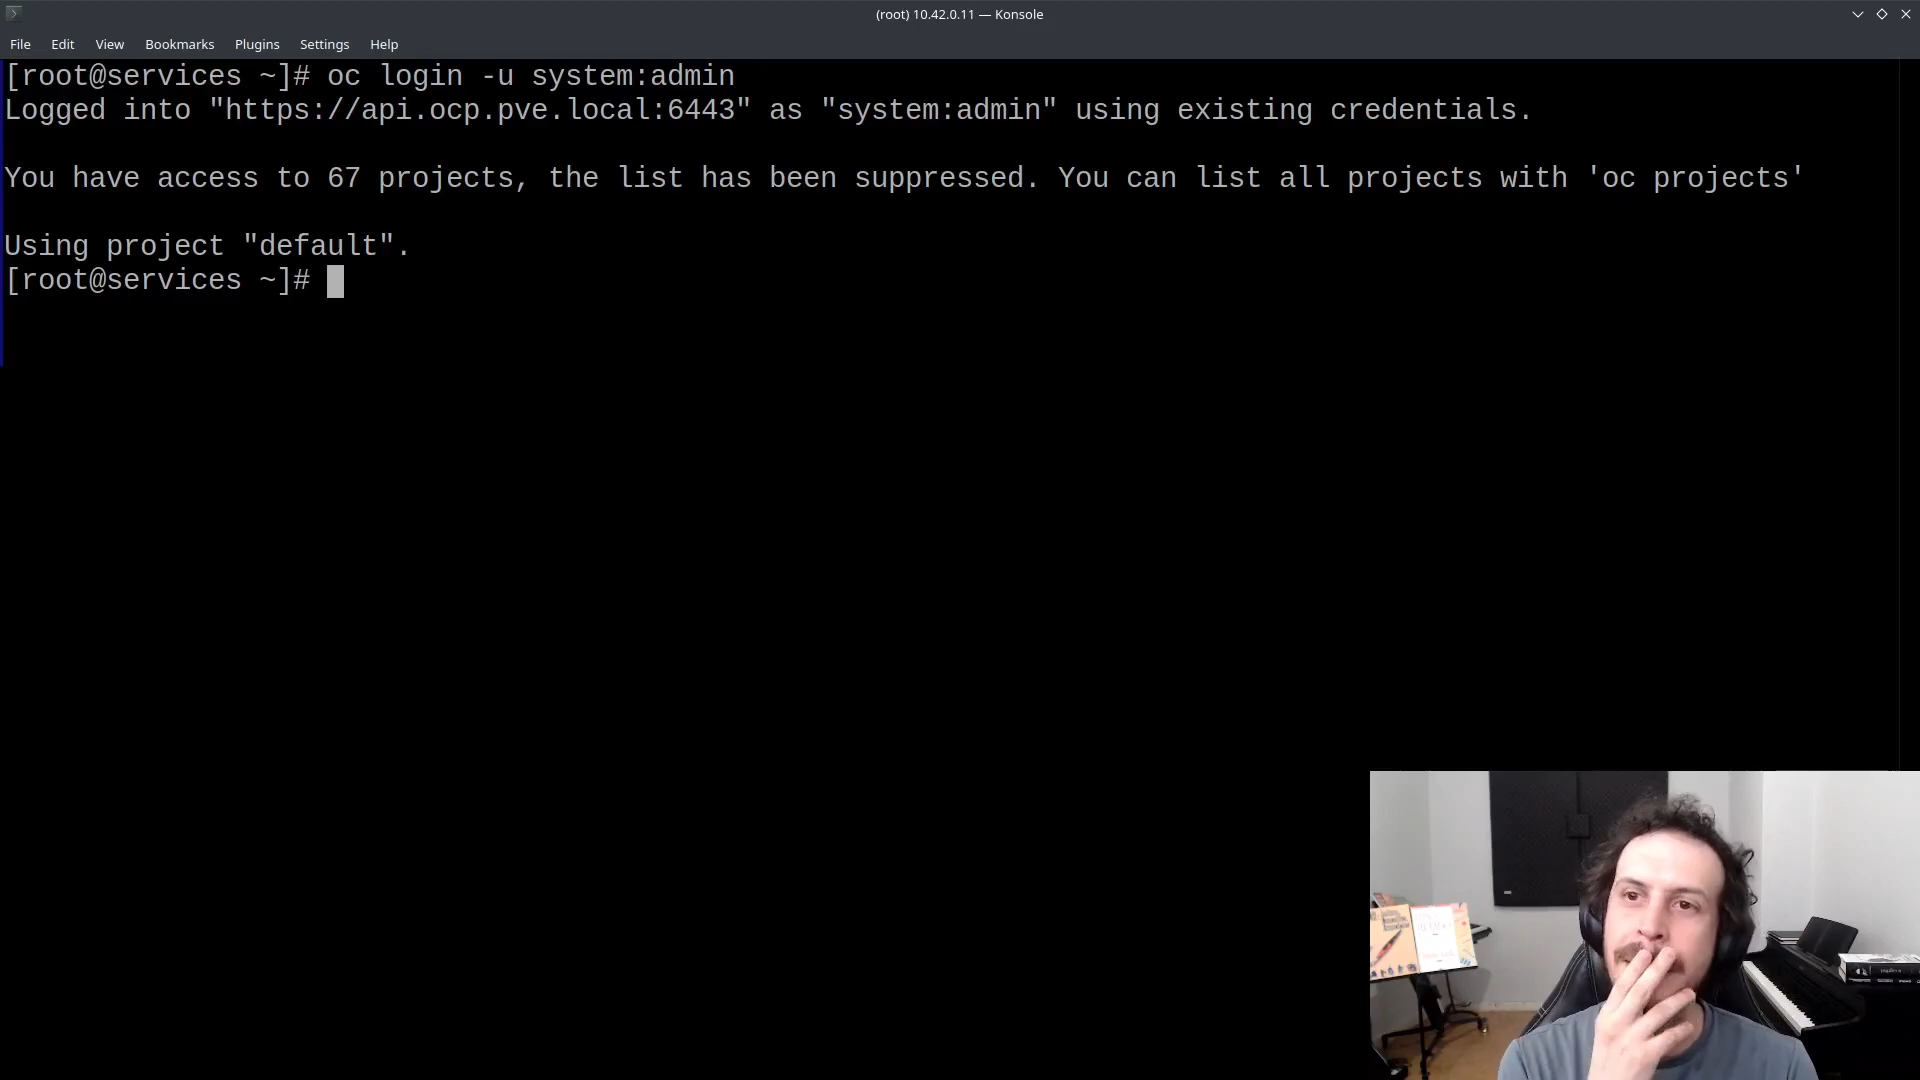 (root) 10.42.0.11 — Konsole
File Edit View Bookmarks Plugins Settings Help
[root@services ~]# oc login -u system:admin
Logged into "https://api.ocp.pve.local:6443" as "system:admin" using existing credentials.
You have access to 67 projects, the list has been suppressed. You can list all projects with 'oc projects'
Using project "default".
[root@services ~]#